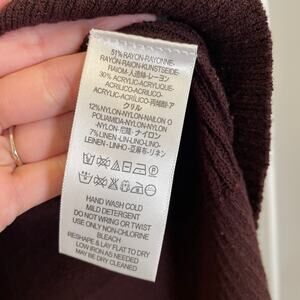 51% RAYON-RAYONNE-
RAYON-RAION-KUNSTSEIDE-
RAIOM-人造絲-レーヨン
30% ACRYLIC-ACRYLIQUE-
ACRILICO-ACRILICO-
ACRILICO-ACRYL-丙烯酸-ア
クリル
12%NYLON-NYLON-NAILON O
POLIAMIDA-NYLON-NYLON
-NYLON-尼龍-ナイロン
7% LINEN-LIN-LINO-LINO-
LEINEN-LINHO-亞麻布-リネン
HAND WASH COLD
MILD DETERGENT
DO NOT WRING OR TWIST
USE ONLY NON-CHLORINE
BLEACH
RESHAPE & LAY FLAT TO DRY
LOW IRON AS NEEDED
MAY BE DRY CLEANED